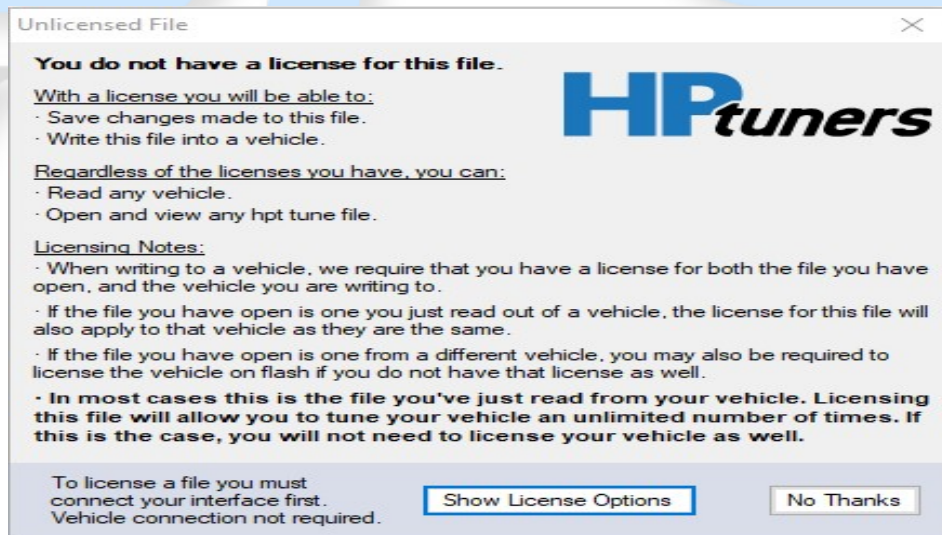 Unlicensed File
You do not have a license for this file.
HPtuners
With a license you will be able to:
· Save changes made to this file.
· Write this file into a vehicle.
Regardless of the licenses you have, you can:
· Read any vehicle.
· Open and view any hpt tune file.
Licensing Notes:
· When writing to a vehicle, we require that you have a license for both the file you have
open, and the vehicle you are writing to.
· If the file you have open is one you just read out of a vehicle, the license for this file will
also apply to that vehicle as they are the same.
· If the file you have open is one from a different vehicle, you may also be required to
license the vehicle on flash if you do not have that license as well.
· In most cases this is the file you've just read from your vehicle. Licensing
this file will allow you to tune your vehicle an unlimited number of times. If
this is the case, you will not need to license your vehicle as well.
To license a file you must
connect your interface first.
Vehicle connection not required.
Show License Options
No Thanks